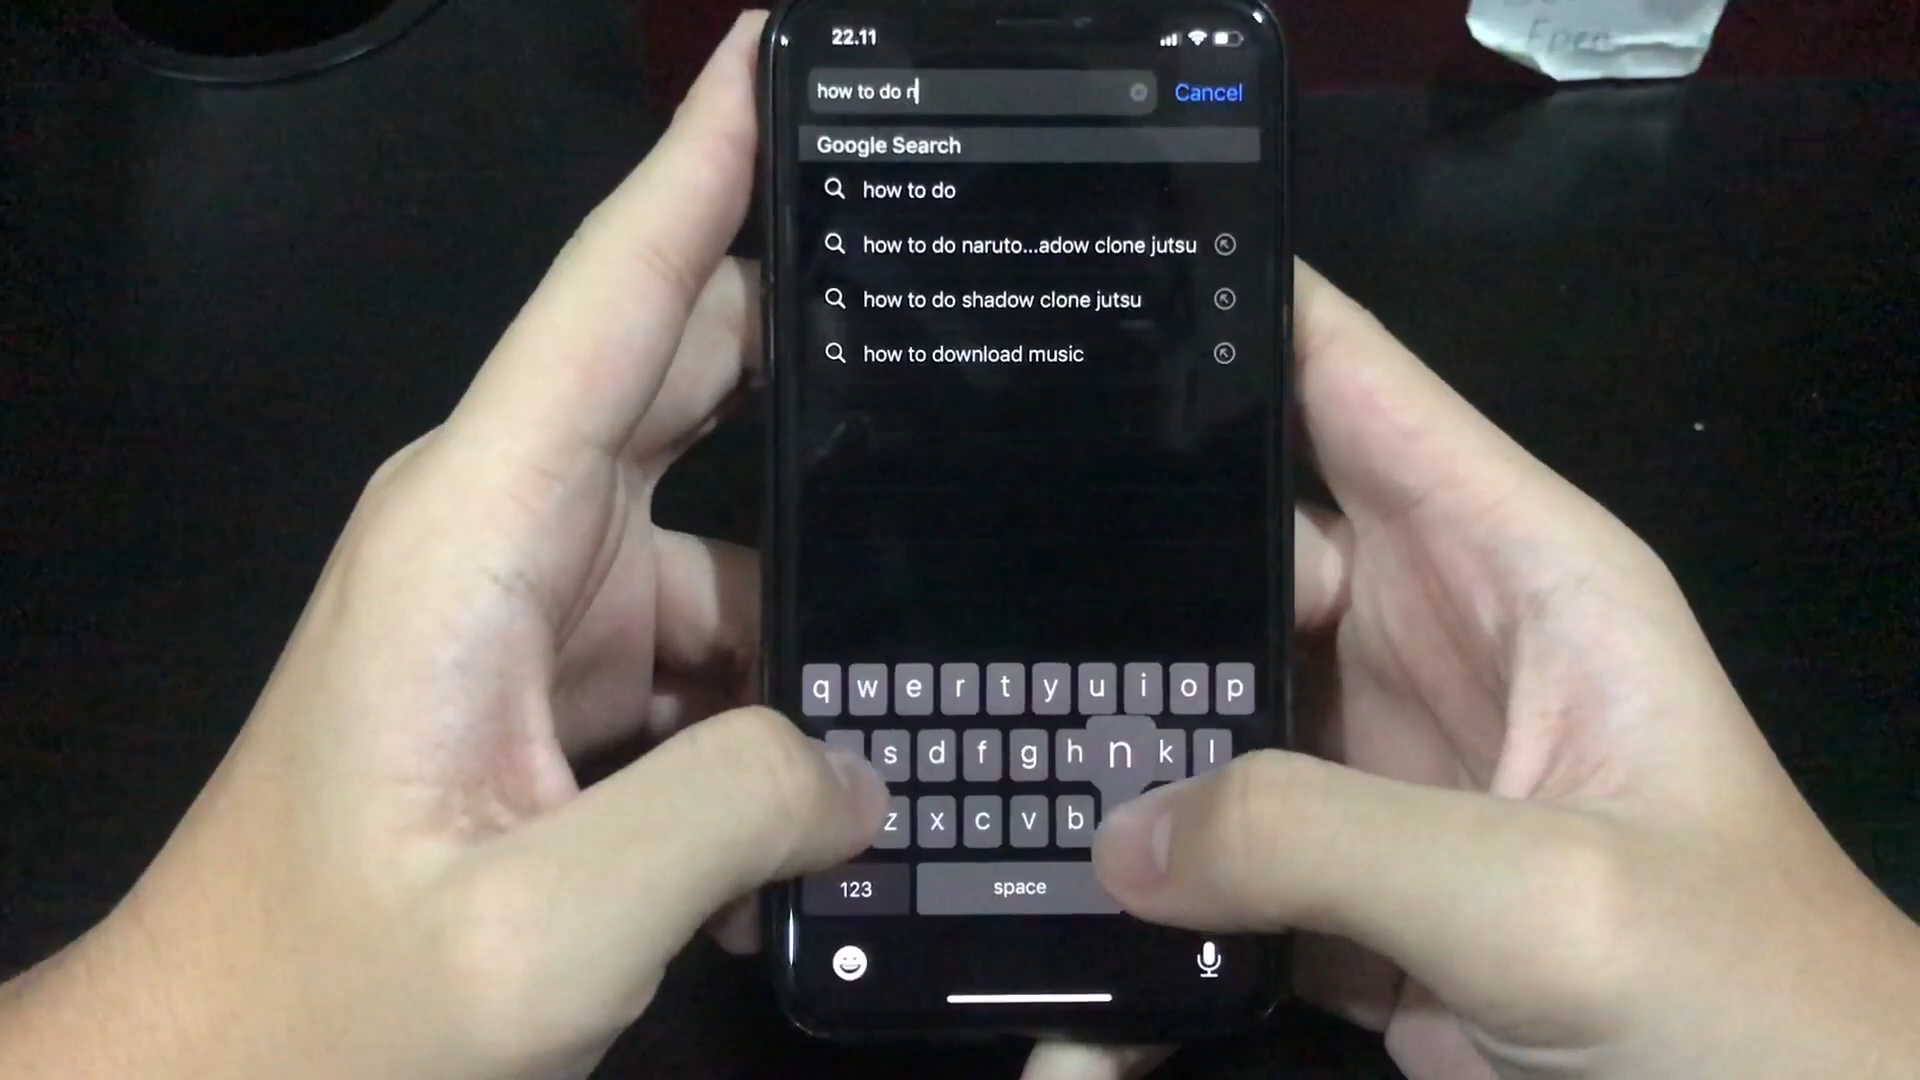 22.11
how to do n
Cancel
Google Search
how to do
how to do naruto...adow clone jutsu
how to do shadow clone jutsu
how to download music
q w e r t y u i o p
s d f g h n k l
z x c v b
123 space